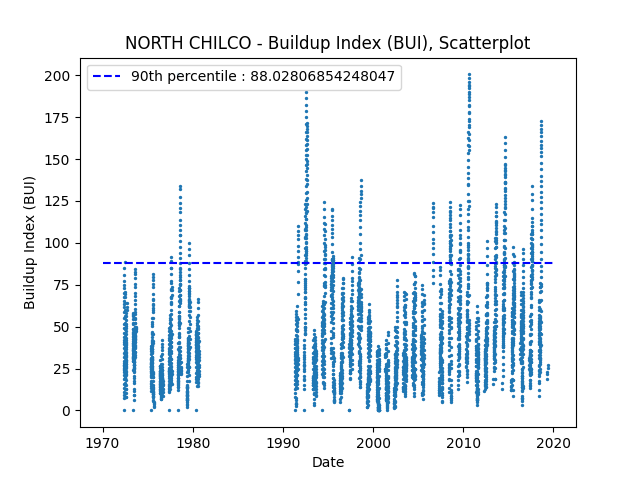 NORTH CHILCO - Buildup Index (BUI), Scatterplot
90th percentile : 88.02806854248047
200
175
150
125
100
75
50
25
0
Buildup Index (BUI)
1970 1980 1990 2000 2010 2020
Date